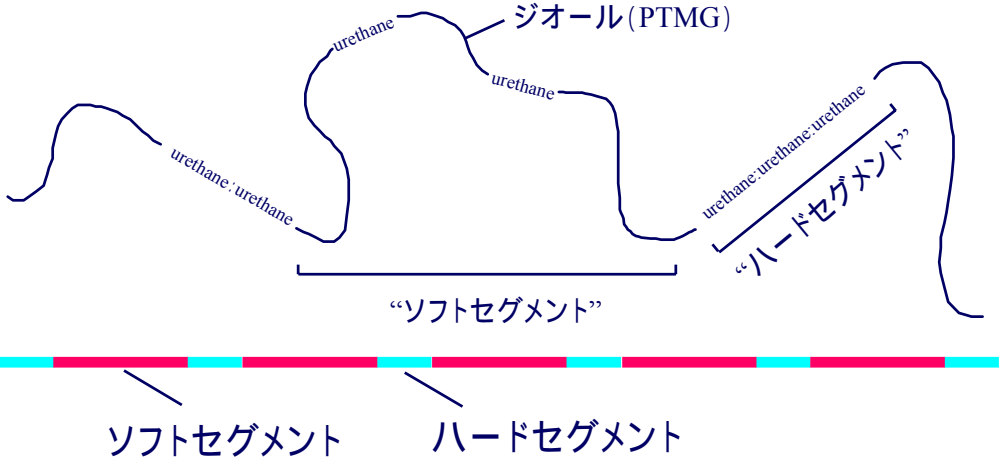 urethane
ジオール(PTMG)
urethane
urethane:urethane
urethane:urethane:urethane
“ハードセグメント”
“ソフトセグメント”
ソフトセグメント
ハードセグメント